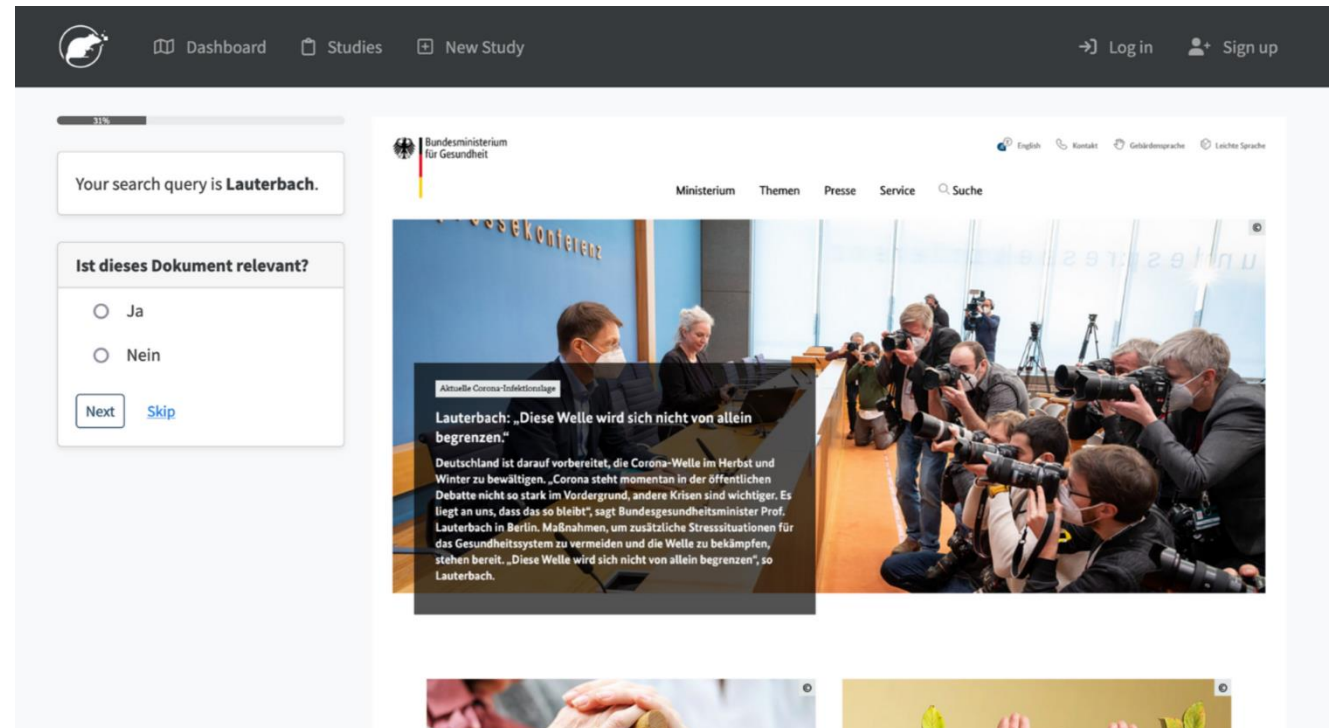 Dashboard
Studies
New Study
Log in
Sign up
31%
Your search query is Lauterbach.
Ist dieses Dokument relevant?
Ja
Nein
Next
Skip
Bundesministerium
für Gesundheit
English
Kontakt
Gebärdensprache
Leichte Sprache
Ministerium
Themen
Presse
Service
Suche
pressekonferenz
Aktuelle Corona-Infektionslage
Lauterbach: „Diese Welle wird sich nicht von allein
begrenzen.“
Deutschland ist darauf vorbereitet, die Corona-Welle im Herbst und
Winter zu bewältigen. „Corona steht momentan in der öffentlichen
Debatte nicht so stark im Vordergrund, andere Krisen sind wichtiger. Es
liegt an uns, dass das so bleibt“, sagt Bundesgesundheitsminister Prof.
Lauterbach in Berlin. Maßnahmen, um zusätzliche Stresssituationen für
das Gesundheitssystem zu vermeiden und die Welle zu bekämpfen,
stehen bereit. „Diese Welle wird sich nicht von allein begrenzen“, so
Lauterbach.
©
©
©